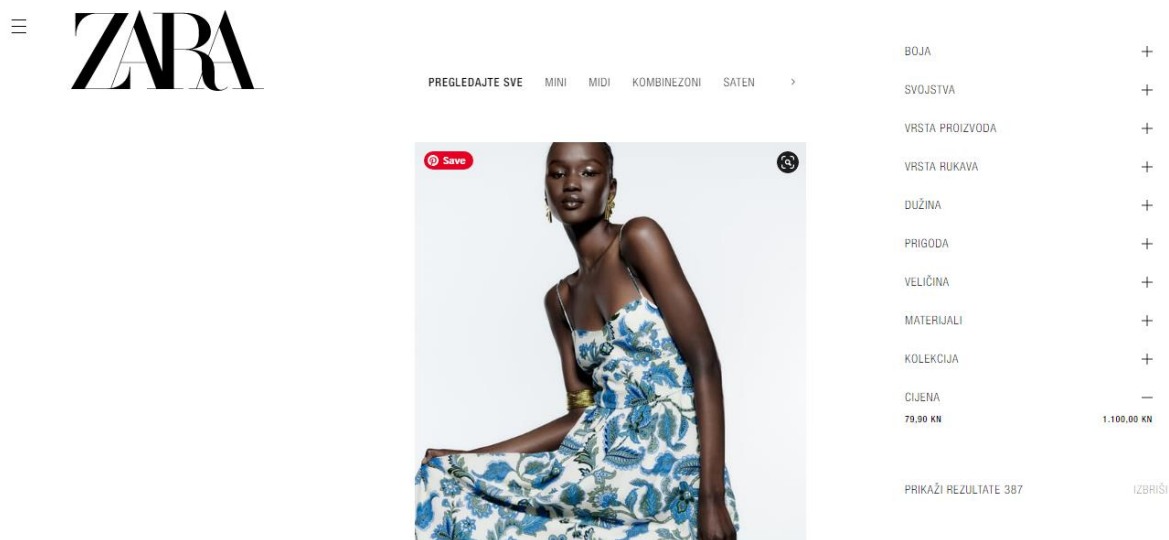 ZARA
PREGLEDAJTE SVE MINI MIDI KOMBINEZONI SATEN >
Save
BOJA +
SVOJSTVA +
VRSTA PROIZVODA +
VRSTA RUKAVA +
DUŽINA +
PRIGODA +
VELIČINA +
MATERIJALI +
KOLEKCIJA +
CIJENA –
79,90 KN 1.100,00 KN
PRIKAŽI REZULTATE 387 IZBRIŠI